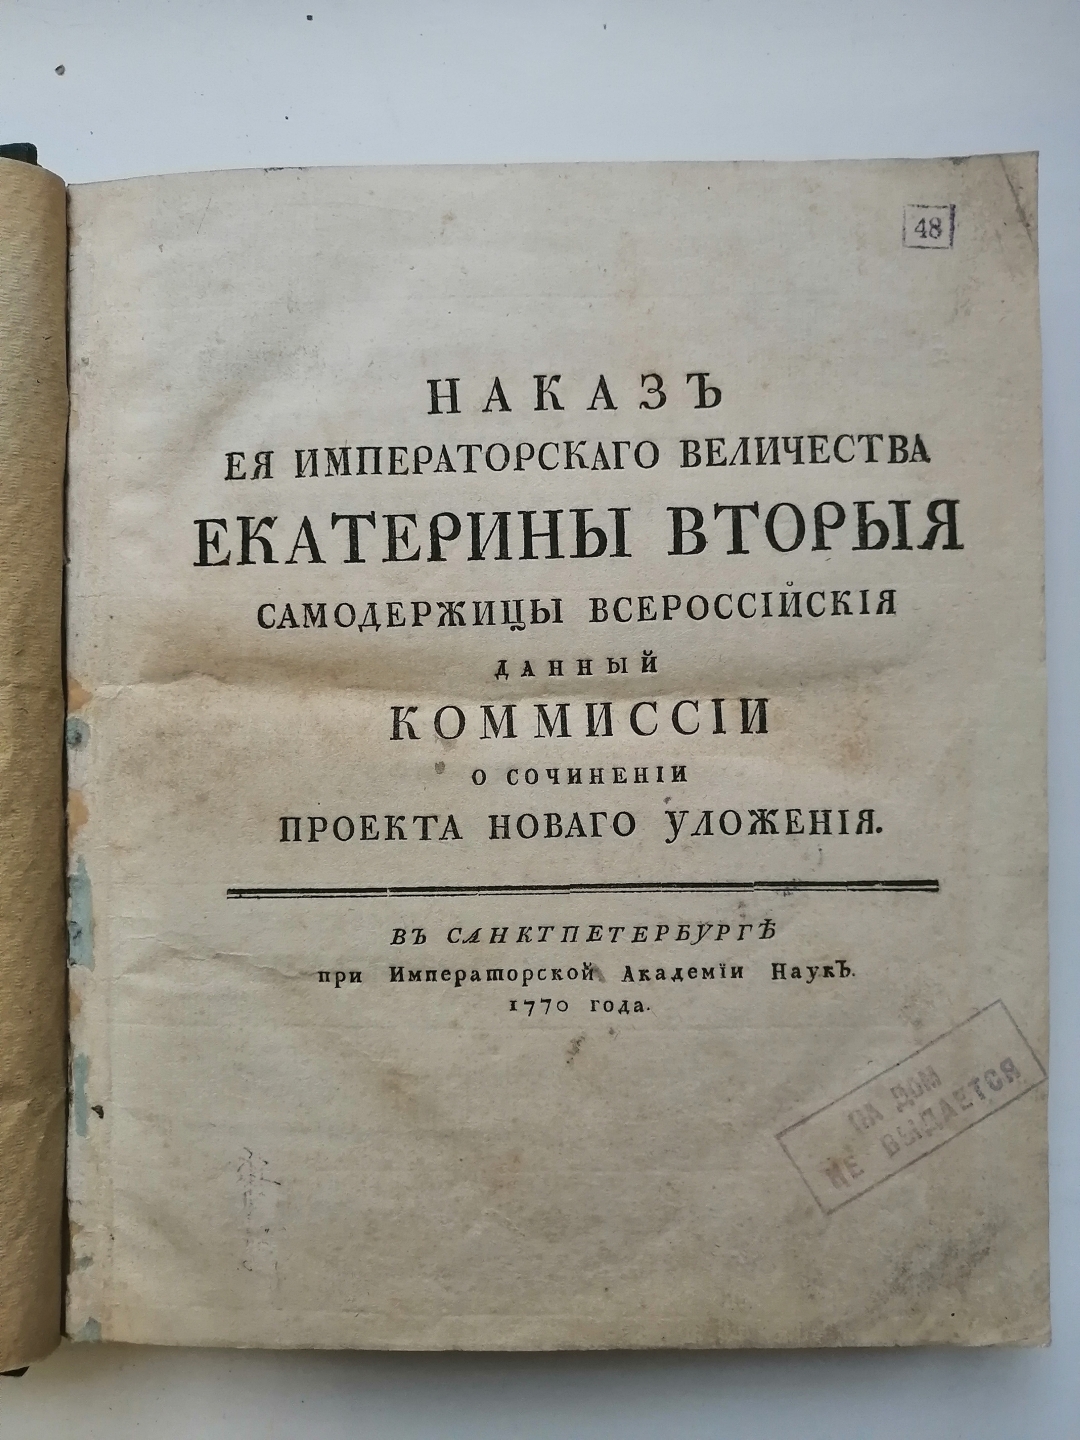 48
НАКАЗЪ
ЕЯ ИМПЕРАТОРСКАГО ВЕЛИЧЕСТВА
ЕКАТЕРИНЫ ВТОРЫЯ
САМОДЕРЖИЦЫ ВСЕРОССІЙСКІЯ
ДАННЫЙ
КОММИССІИ
О СОЧИНЕНІИ
ПРОЕКТА НОВАГО УЛОЖЕНІЯ.
ВЪ САНКТПЕТЕРБУРГѢ
при Императорской Академїи НаукЪ.
1770 года.
НА ДОМ
НЕ ВЫДАЕТСЯ